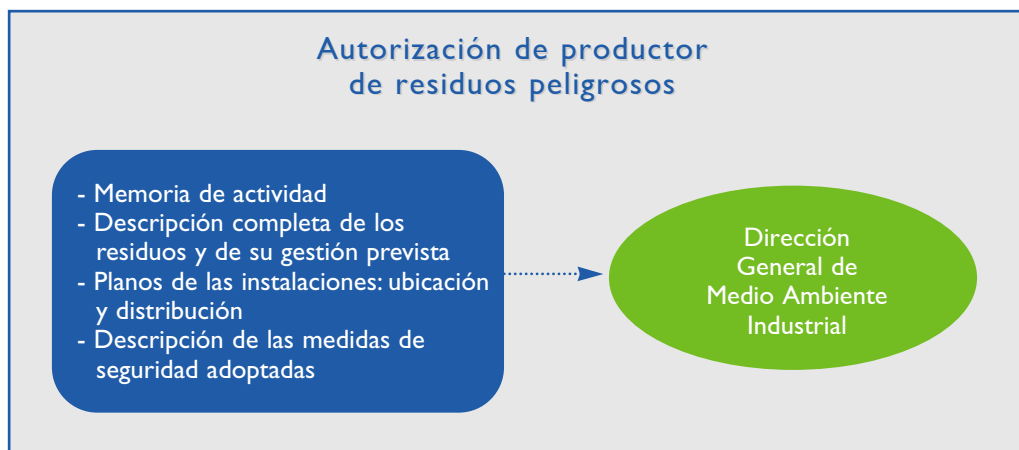 Autorización de productor
de residuos peligrosos
- Memoria de actividad
- Descripción completa de los
residuos y de su gestión prevista
- Planos de las instalaciones: ubicación
y distribución
- Descripción de las medidas de
seguridad adoptadas
Dirección
General de
Medio Ambiente
Industrial